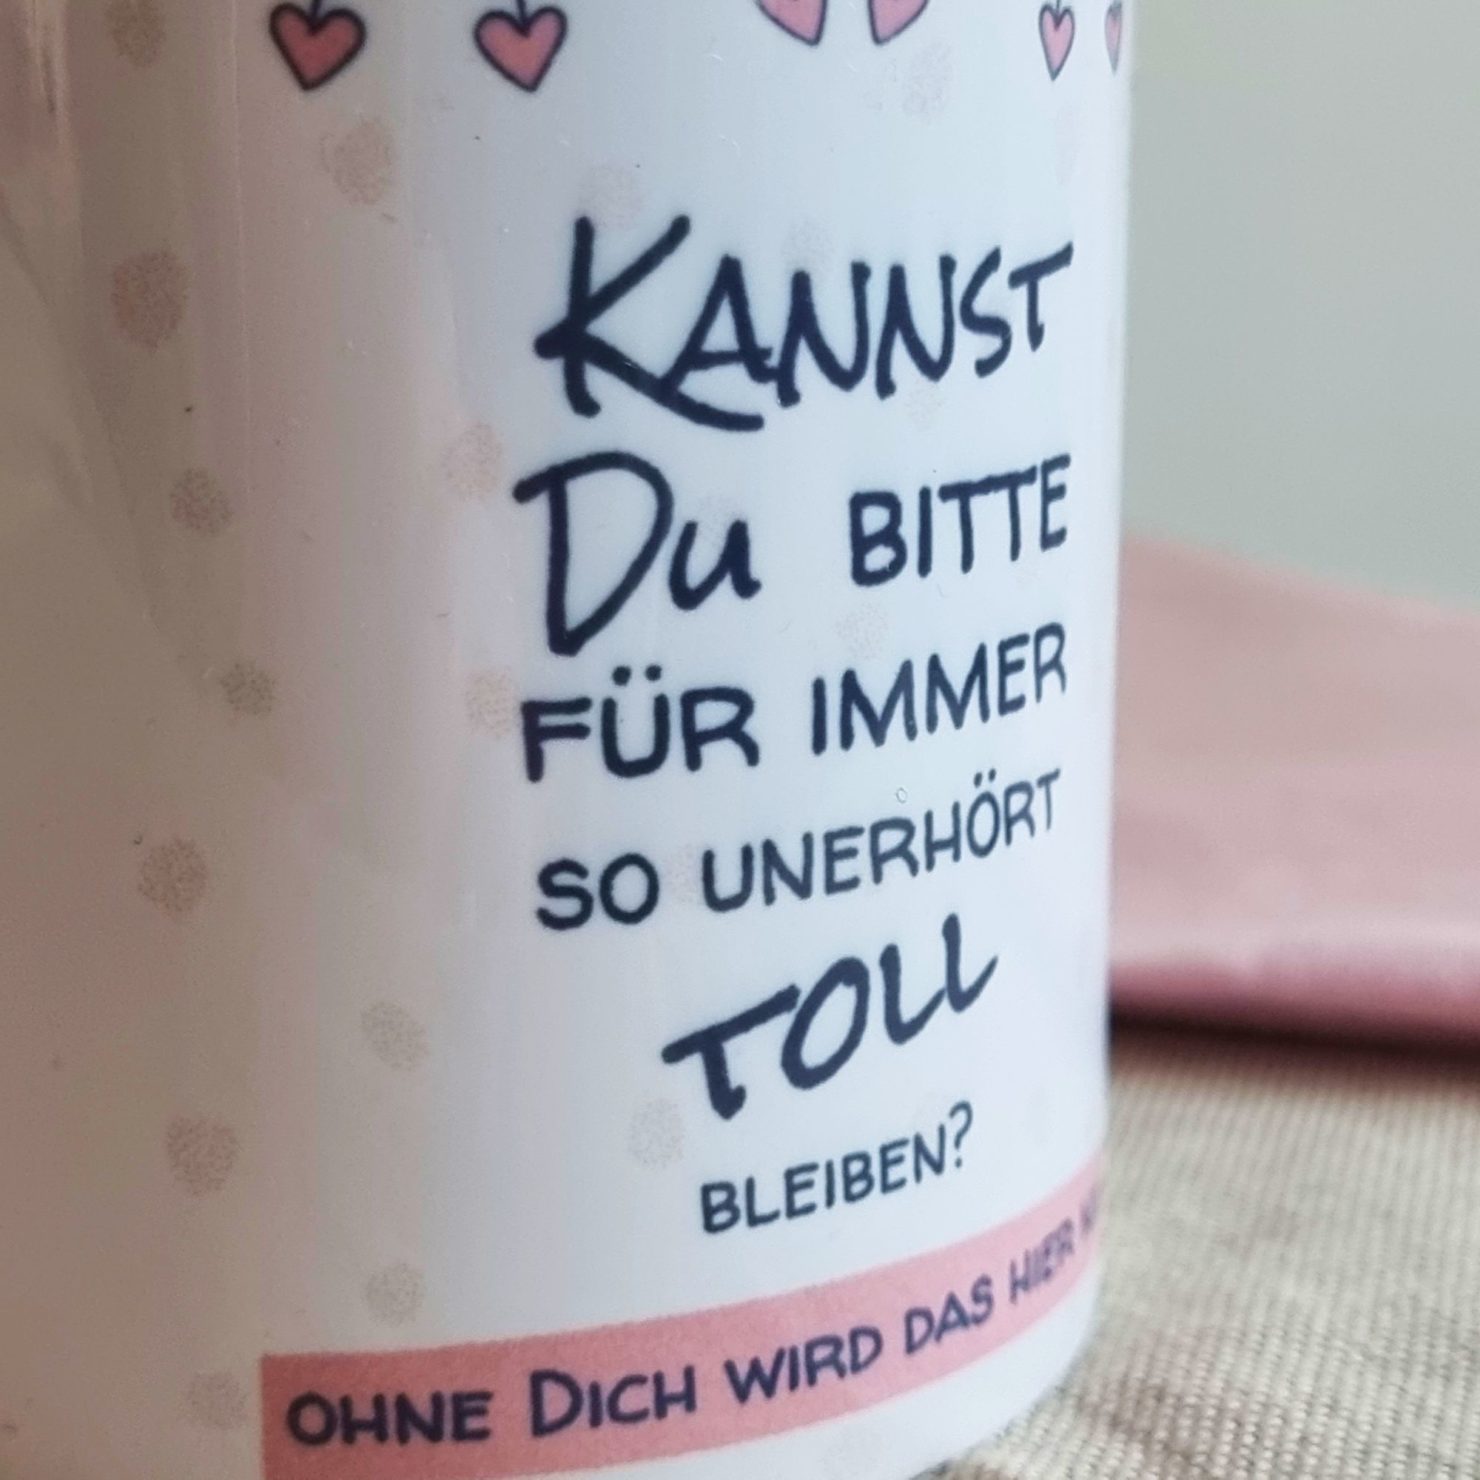 KANNST
DU BITTE
FÜR IMMER
SO UNERHÖRT
TOLL
BLEIBEN?
OHNE DICH WIRD DAS HIER